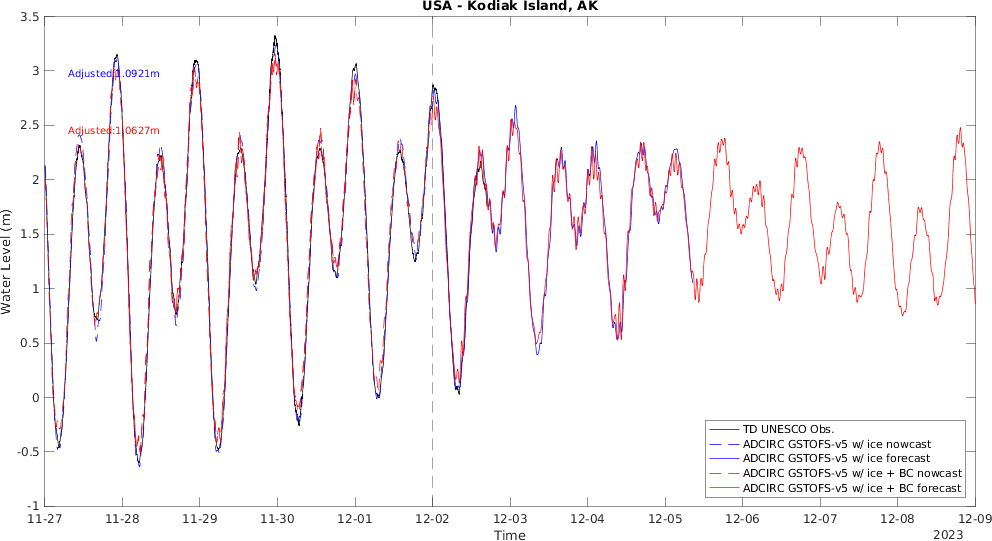 USA - Kodiak Island, AK
3.5
3
2.5
2
1.5
1
0.5
0
-0.5
-1
Water Level (m)
Adjusted:1.0921m
Adjusted:1.0627m
TD UNESCO Obs.
ADCIRC GSTOFS-v5 w/ ice nowcast
ADCIRC GSTOFS-v5 w/ ice forecast
ADCIRC GSTOFS-v5 w/ ice + BC nowcast
ADCIRC GSTOFS-v5 w/ ice + BC forecast
11-27 11-28 11-29 11-30 12-01 12-02 12-03 12-04 12-05 12-06 12-07 12-08 12-09
Time
2023